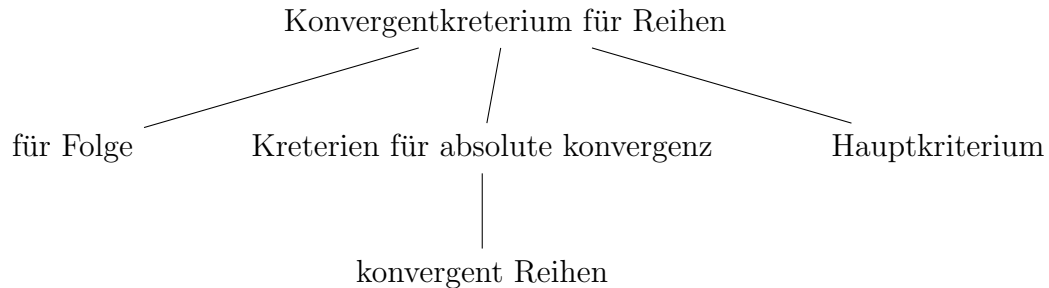 Konvergentkreterium für Reihen
für Folge
Kreterien für absolute konvergenz
Hauptkriterium
konvergent Reihen